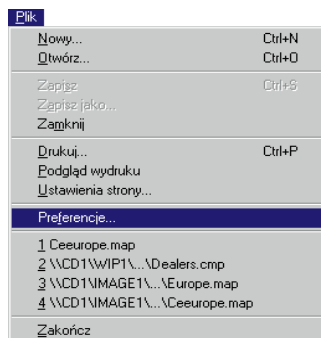 Plik
Nowy... Ctrl+N
Otwórz... Ctrl+O
Zapisz Ctrl+S
Zapisz jako...
Zamknij
Drukuj... Ctrl+P
Podgląd wydruku
Ustawienia strony...
Preferencje...
1 Ceeurope.map
2 \\CD1\WIP1\...\Dealers.cmp
3 \\CD1\IMAGE1\...\Europe.map
4 \\CD1\IMAGE1\...\Ceeurope.map
Zakończ